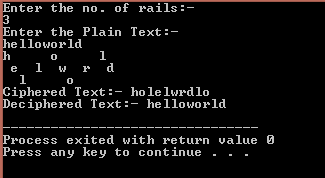 Enter the no. of rails:-
3
Enter the Plain Text:-
helloworld
h   o   l
 e l w r d
  l   o
Ciphered Text:- holelwrdlo
Deciphered Text:- helloworld
--------------------------------
Process exited with return value 0
Press any key to continue . . .